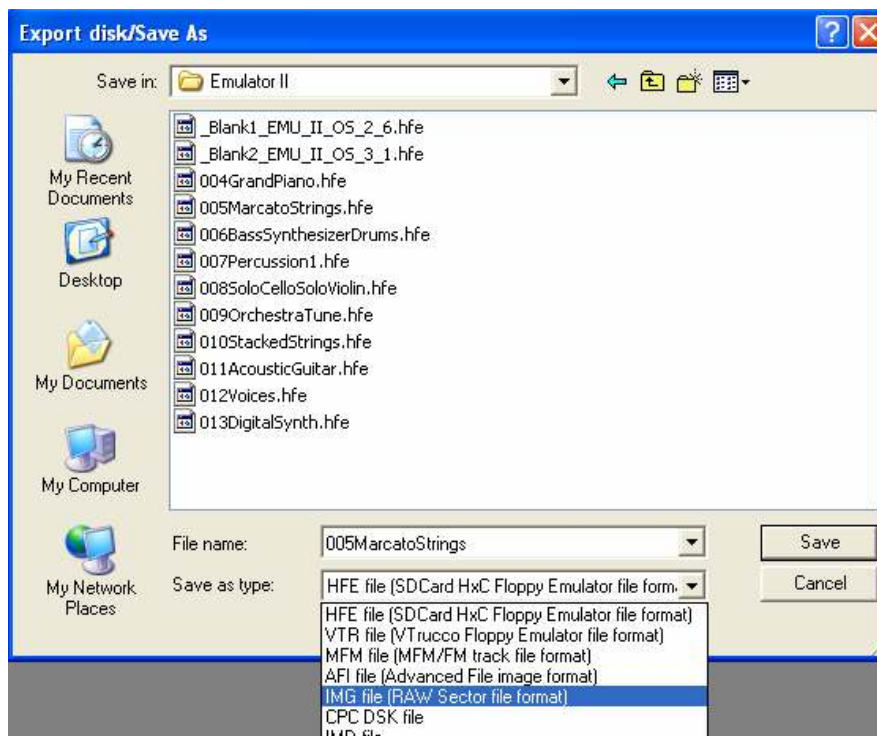 Export disk/Save As
Save in:
Emulator II
My Recent
Documents
Desktop
My Documents
My Computer
My Network
Places
_Blank1_EMU_II_OS_2_6.hfe
_Blank2_EMU_II_OS_3_1.hfe
004GrandPiano.hfe
005MarcatoStrings.hfe
006BassSynthesizerDrums.hfe
007Percussion1.hfe
008SoloCelloSoloViolin.hfe
009OrchestraTune.hfe
010StackedStrings.hfe
011AcousticGuitar.hfe
012Voices.hfe
013DigitalSynth.hfe
File name:
005MarcatoStrings
Save
Save as type:
HFE file (SDCard HxC Floppy Emulator file form.
Cancel
HFE file (SDCard HxC Floppy Emulator file format)
VTR file (VTrucco Floppy Emulator file format)
MFM file (MFM/FM track file format)
AFI file (Advanced File image format)
IMG file (RAW Sector file format)
CPC DSK file
IMD file